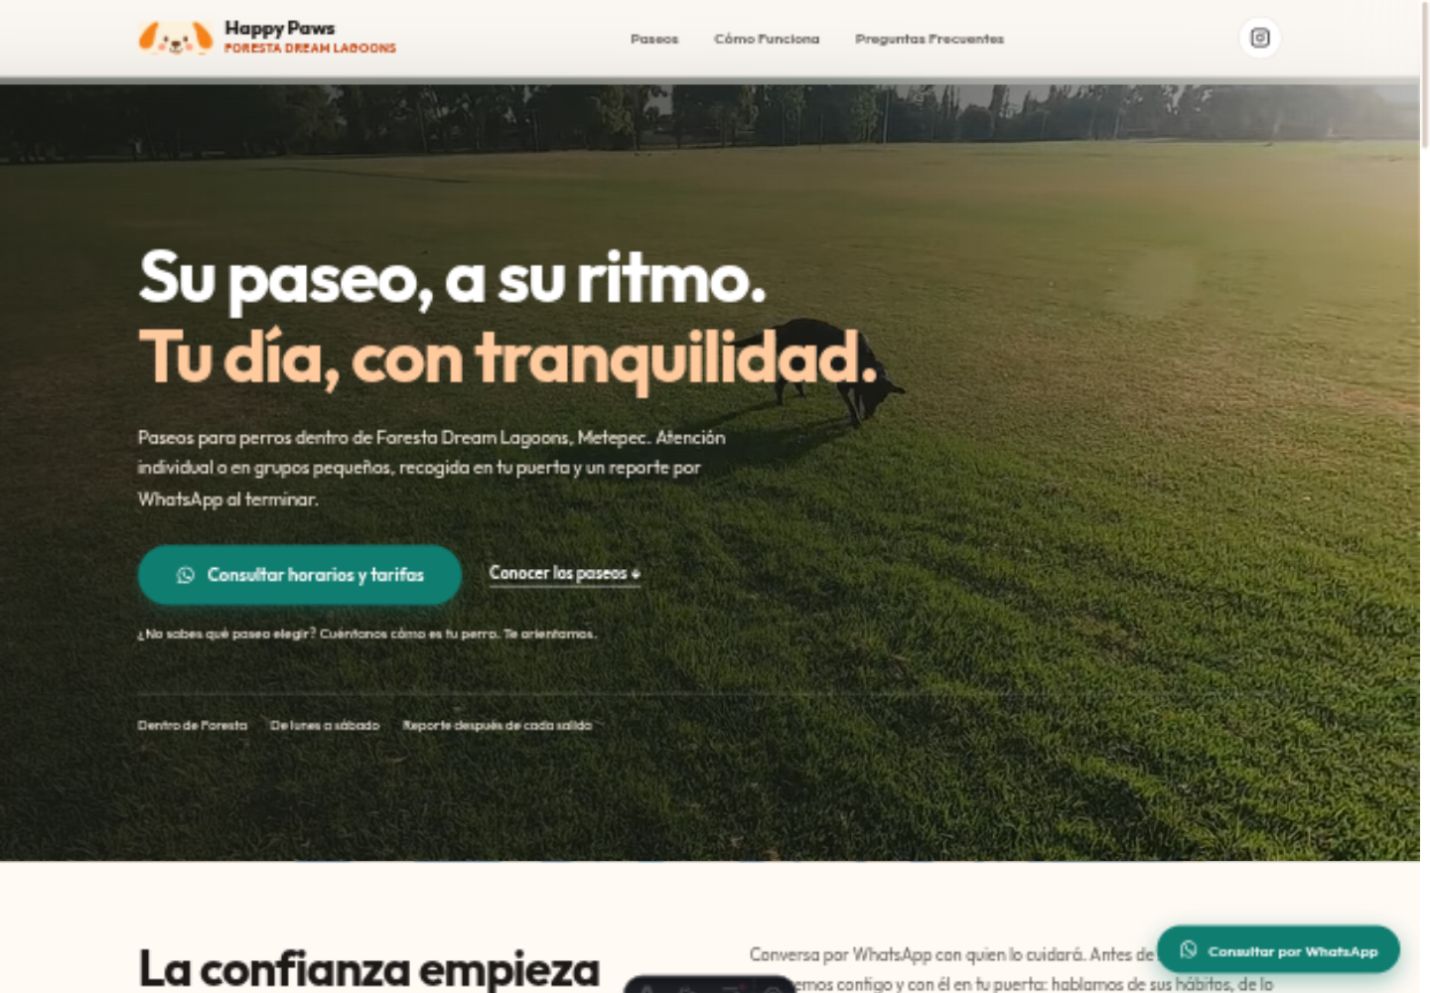 Happy Paws
FORESTA DREAM LAGOONS
Paseos
Cómo Funciona
Preguntas Frecuentes
Su paseo, a su ritmo.
Tu día, con tranquilidad.
Paseos para perros dentro de Foresta Dream Lagoons, Metepec. Atención
individual o en grupos pequeños, recogida en tu puerta y un reporte por
WhatsApp al terminar.
Consultar horarios y tarifas
Conocer los paseos ↓
¿No sabes qué paseo elegir? Cuéntanos cómo es tu perro. Te orientamos.
Dentro de Foresta
De lunes a sábado
Reporte después de cada salida
La confianza empieza
Conversa por WhatsApp con quien lo cuidará. Antes de
contigo y con él en tu puerta: hablamos de sus hábitos, de lo
Consultar por WhatsApp